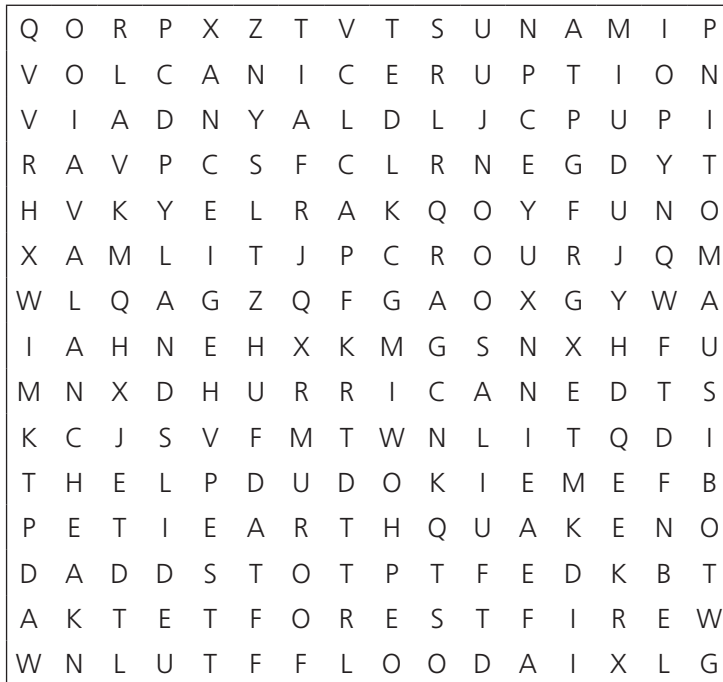 Q O R P X Z T V T S U N A M I P
V O L C A N I C E R U P T I O N
V I A D N Y A L D L J C P U P I
R A V P C S F C L R N E G D Y T
H V K Y E L R A K Q O Y F U N O
X A M L I T J P C R O U R J Q M
W L Q A G Z Q F G A O X G Y W A
I A H N E H X K M G S N X H F U
M N X D H U R R I C A N E D T S
K C J S V F M T W N L I T Q D I
T H E L P D U D O K I E M E F B
P E T I E A R T H Q U A K E N O
D A D D S T O T P T F E D K B T
A K T E T F O R E S T F I R E W
W N L U T F F L O O D A I X L G